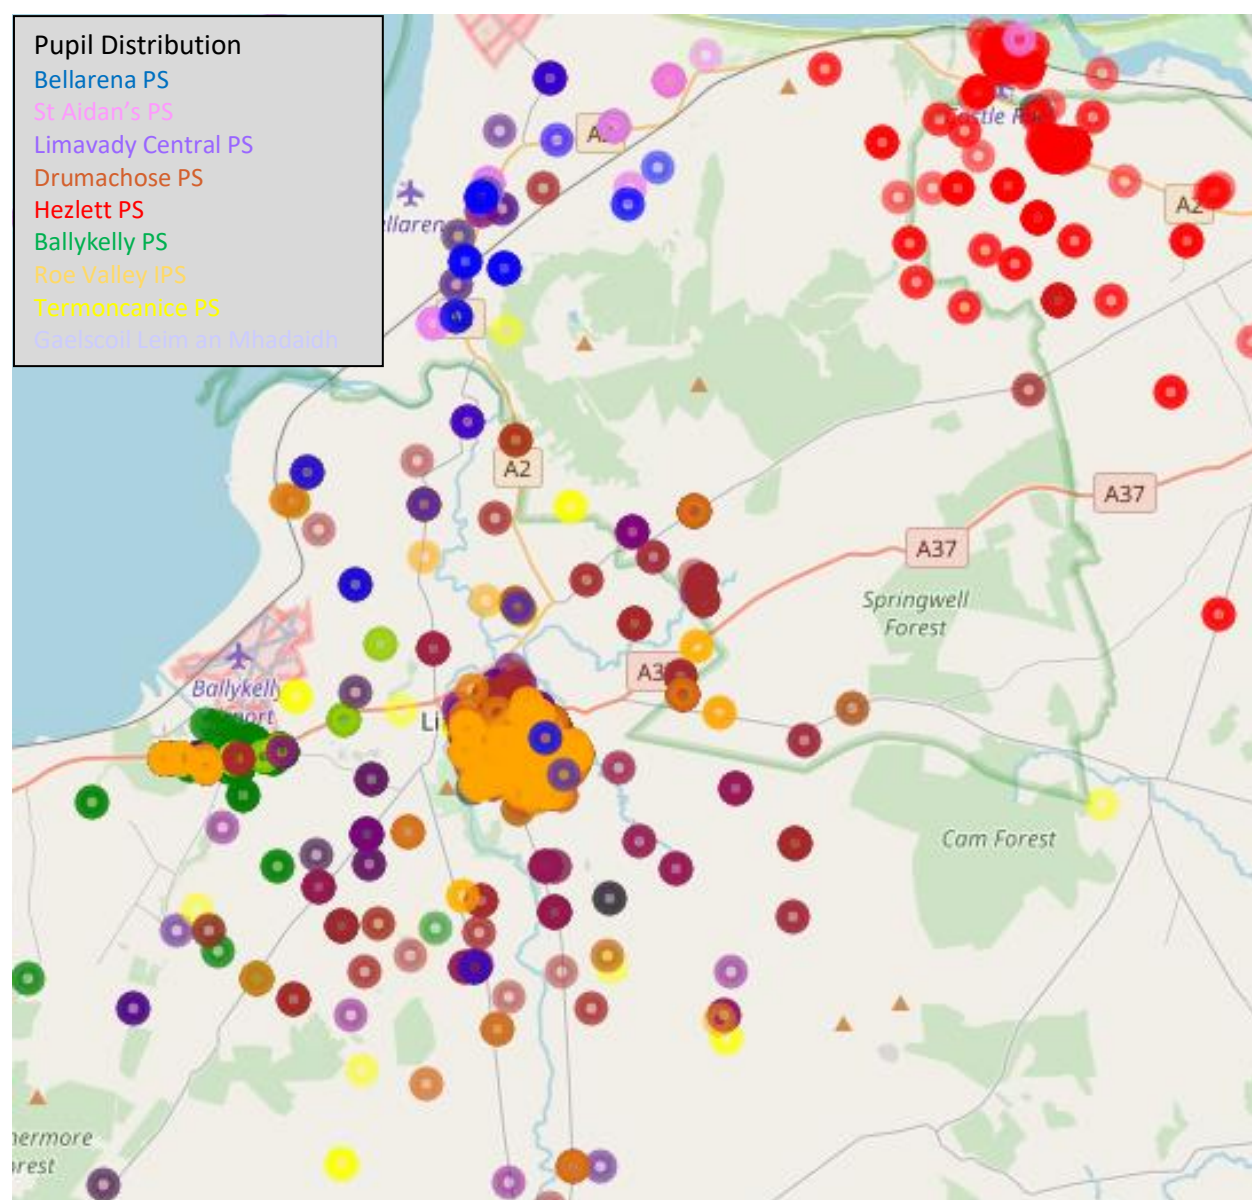 Pupil Distribution
Bellarena PS
St Aidan's PS
Limavady Central PS
Drumachose PS
Hezlett PS
Ballykelly PS
Roe Valley IPS
Termoncanice PS
Gaelscoil Leim an Mhadaidh
A2
A2
A37
A37
Springwell
Forest
Ballykelly
Li
Cam Forest